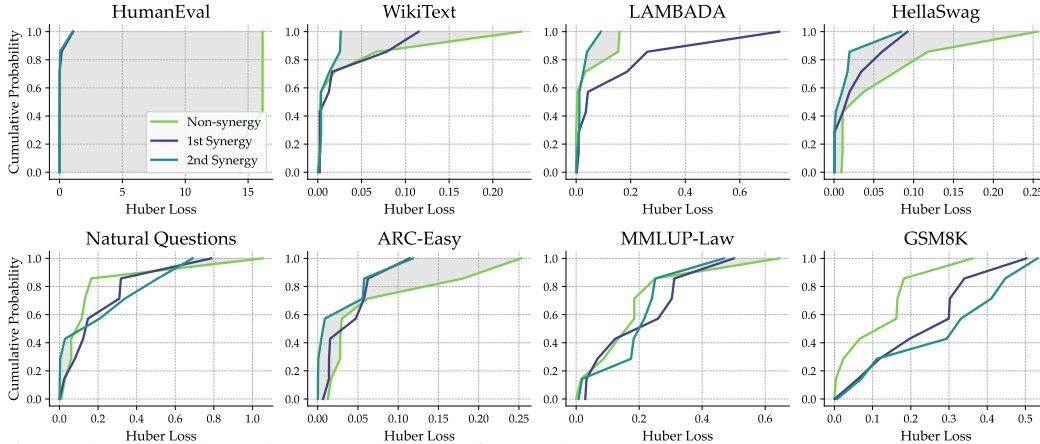 HumanEval
WikiText
LAMBADA
HellaSwag
Cumulative Probability
1.0
0.8
0.6
0.4
0.2
0.0
Non-synergy
1st Synergy
2nd Synergy
0 5 10 15
0.00 0.05 0.10 0.15 0.20
0.0 0.2 0.4 0.6
0.00 0.05 0.10 0.15 0.20 0.25
Huber Loss
Huber Loss
Huber Loss
Huber Loss
Natural Questions
ARC-Easy
MMLUP-Law
GSM8K
Cumulative Probability
1.0
0.8
0.6
0.4
0.2
0.0
0.0 0.2 0.4 0.6 0.8 1.0
0.00 0.05 0.10 0.15 0.20 0.25
0.0 0.2 0.4 0.6
0.0 0.1 0.2 0.3 0.4 0.5
Huber Loss
Huber Loss
Huber Loss
Huber Loss